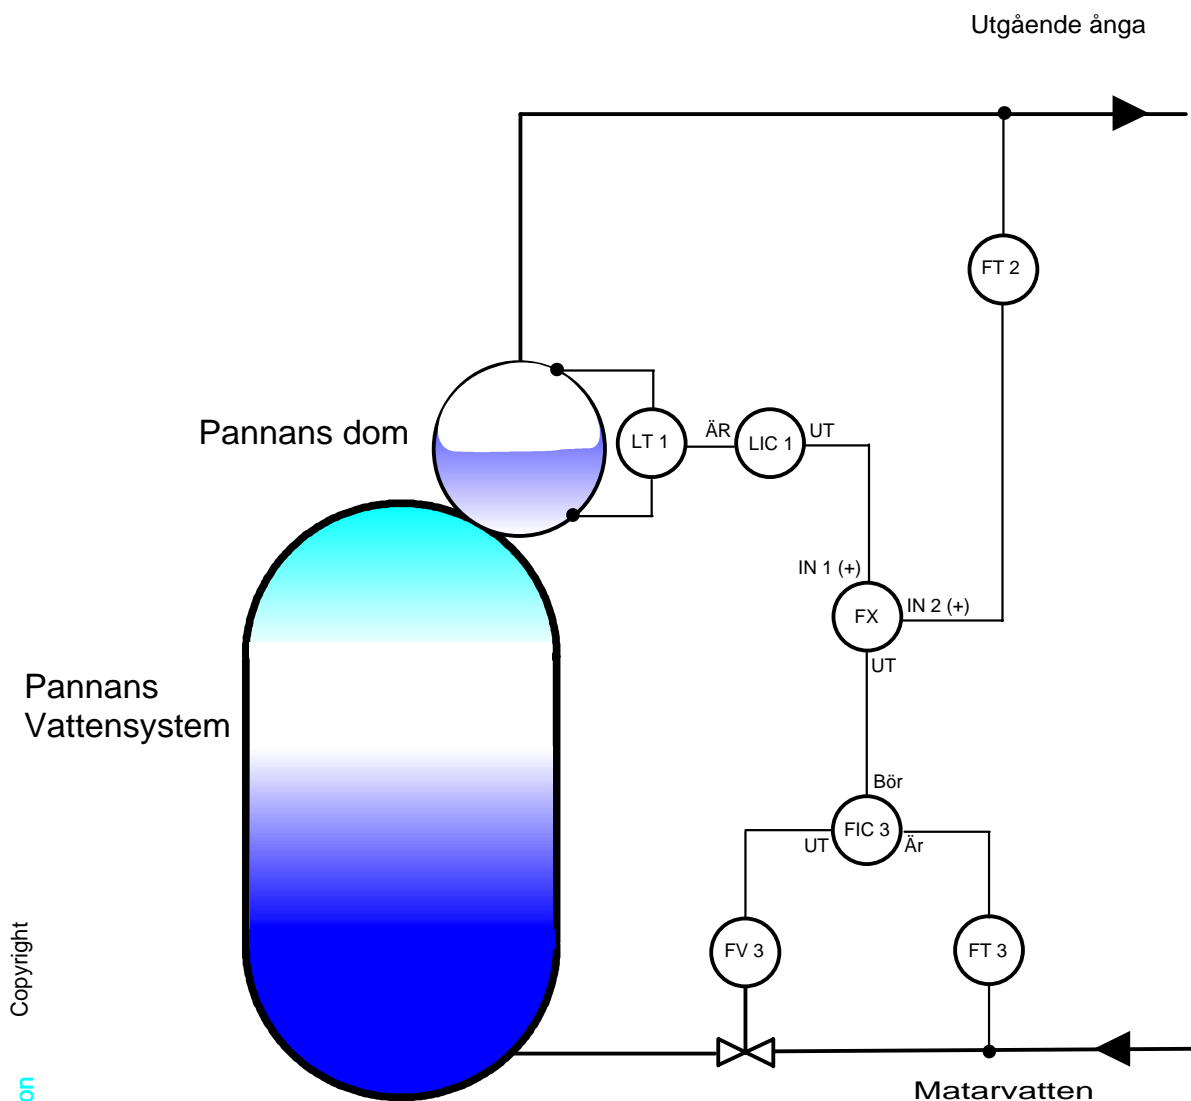 Utgående ånga
FT 2
Pannans dom
LT 1
ÄR
LIC 1
UT
IN 1 (+)
FX
IN 2 (+)
UT
Pannans
Vattensystem
Bör
FIC 3
UT
Är
FV 3
FT 3
Matarvatten
Copyright
on